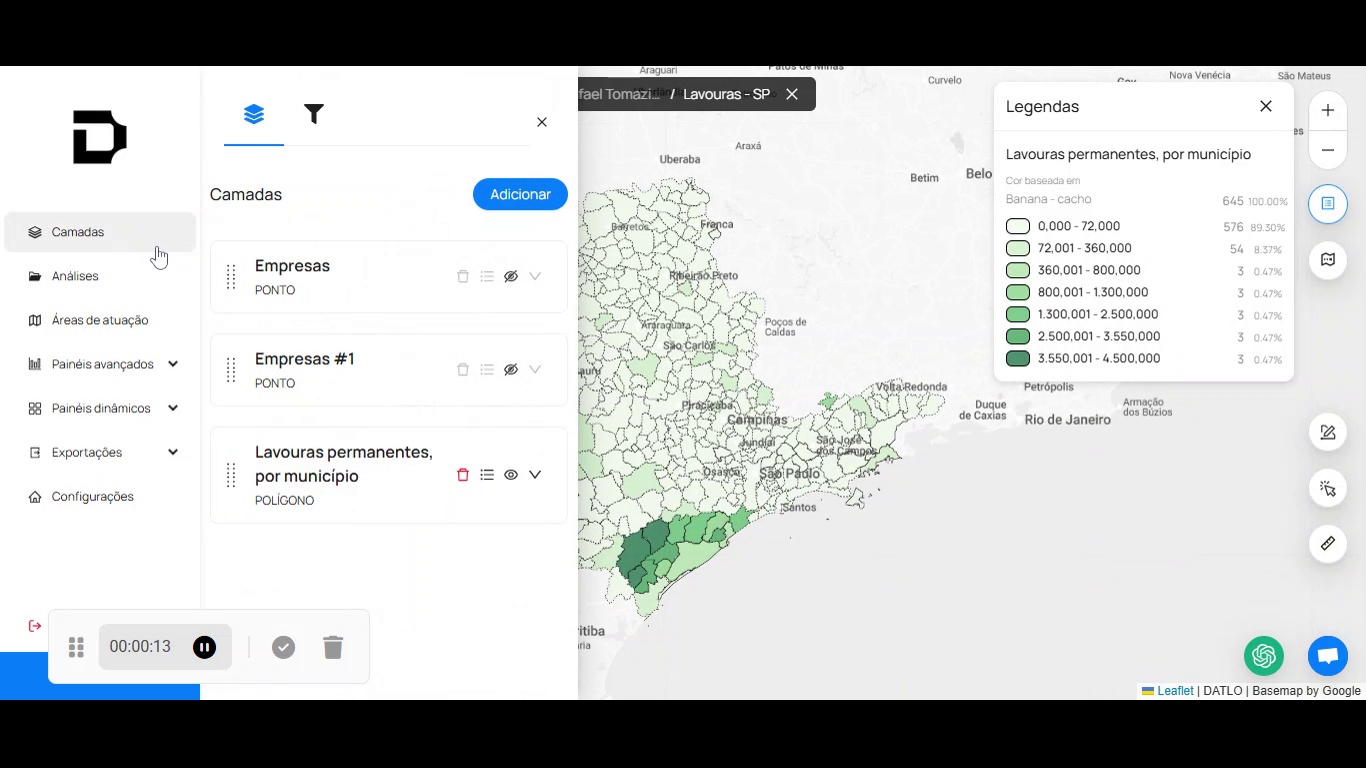 Camadas
Análises
Áreas de atuação
Painéis avançados
Painéis dinâmicos
Exportações
Configurações
00:00:13
Camadas
Adicionar
Empresas
PONTO
Empresas #1
PONTO
Lavouras permanentes,
por município
POLÍGONO
fael Tomazi... / Lavouras - SP
Legendas
Lavouras permanentes, por município
Cor baseada em
Banana - cacho 645 100.00%
0,000 - 72,000 576 89.30%
72,001 - 360,000 54 8.37%
360,001 - 800,000 3 0.47%
800,001 - 1.300,000 3 0.47%
1.300,001 - 2.500,000 3 0.47%
2.500,001 - 3.550,000 3 0.47%
3.550,001 - 4.500,000 3 0.47%
Araguari
Patos de Minas
Curvelo
Nova Venécia
São Mateus
Araxá
Uberaba
Betim
Belo
Barretos
Franca
Ribeirão Preto
Araraquara
Poços de
Caldas
São Carlos
auru
Piracicaba
Campinas
Jundiaí
Volta Redonda
Petrópolis
Duque
de Caxias
Rio de Janeiro
Armação
dos Búzios
São José
dos Campos
Osasco
São Paulo
Santos
ritiba
ria
Leaflet | DATLO | Basemap by Google